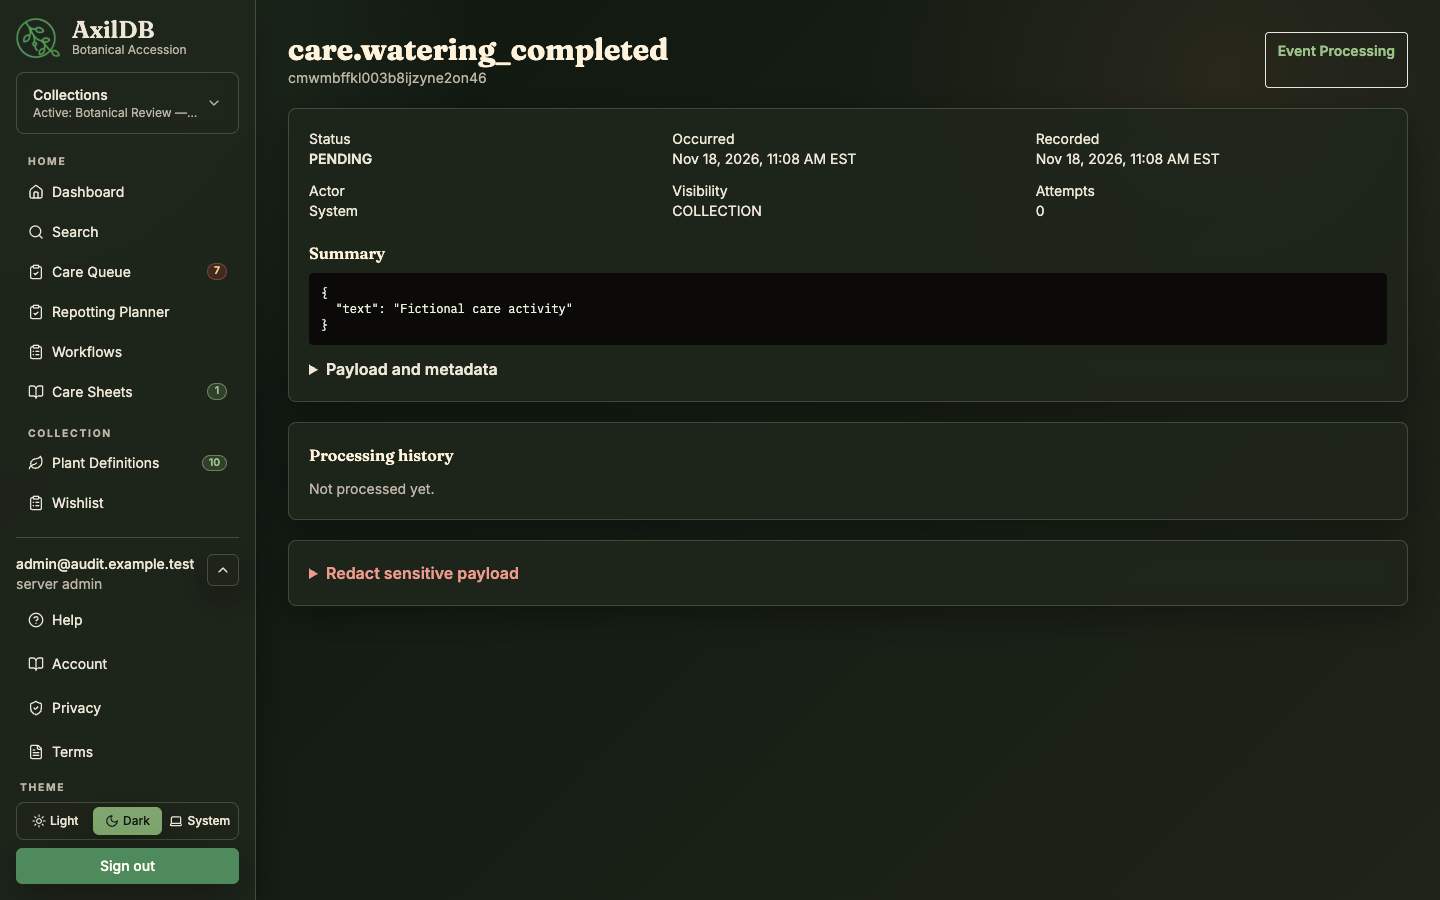 AxilDB
Botanical Accession
Collections
Active: Botanical Review —...
HOME
Dashboard
Search
Care Queue 7
Repotting Planner
Workflows
Care Sheets 1
COLLECTION
Plant Definitions 10
Wishlist
admin@audit.example.test
server admin
Help
Account
Privacy
Terms
THEME
Light Dark System
Sign out
care.watering_completed
cmwmbffkl003b8ijzyne2on46
Event Processing
Status
PENDING
Occurred
Nov 18, 2026, 11:08 AM EST
Recorded
Nov 18, 2026, 11:08 AM EST
Actor
System
Visibility
COLLECTION
Attempts
0
Summary
{
"text": "Fictional care activity"
}
Payload and metadata
Processing history
Not processed yet.
Redact sensitive payload